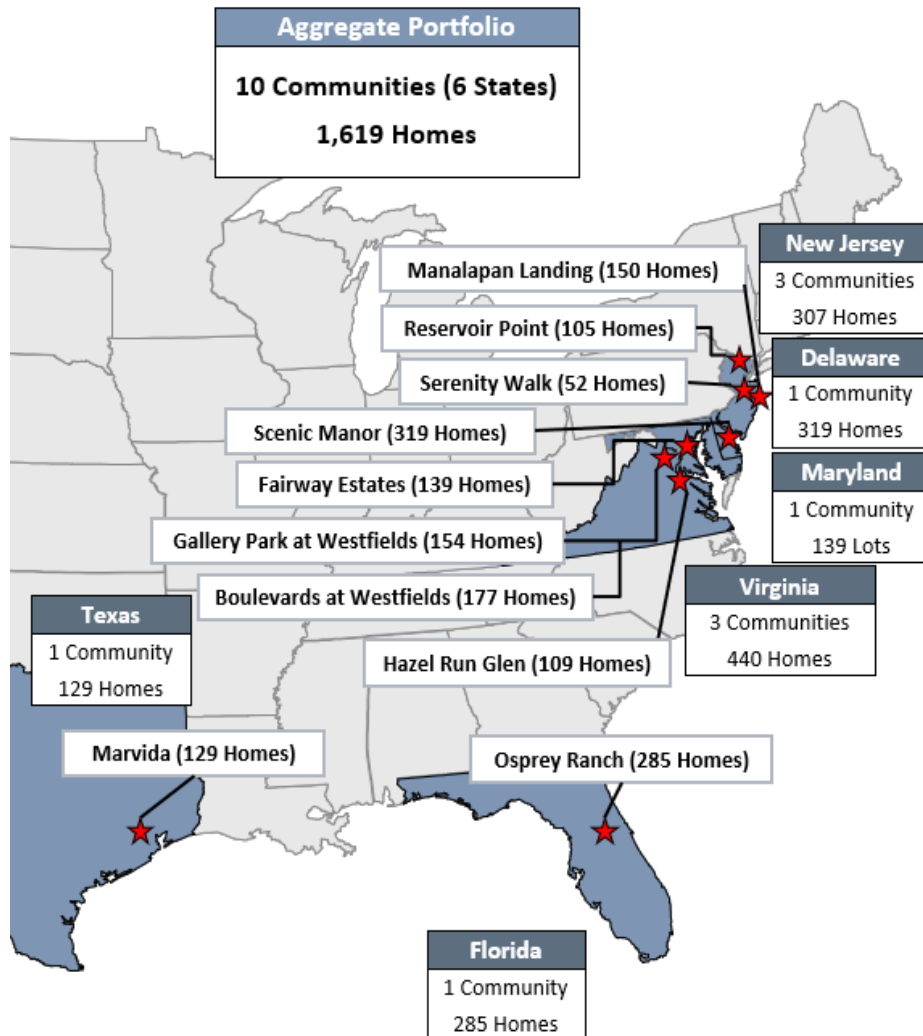 Aggregate Portfolio
10 Communities (6 States)
1,619 Homes
New Jersey
3 Communities
307 Homes
Manalapan Landing (150 Homes)
Reservoir Point (105 Homes)
Serenity Walk (52 Homes)
Delaware
1 Community
319 Homes
Scenic Manor (319 Homes)
Fairway Estates (139 Homes)
Maryland
1 Community
139 Lots
Gallery Park at Westfields (154 Homes)
Boulevards at Westfields (177 Homes)
Hazel Run Glen (109 Homes)
Virginia
3 Communities
440 Homes
Texas
1 Community
129 Homes
Marvida (129 Homes)
Osprey Ranch (285 Homes)
Florida
1 Community
285 Homes